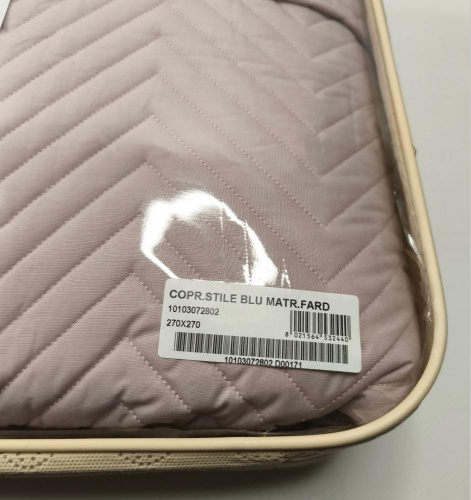 COPR.STILE BLU MATR.FARD
10103072802
270X270
8 021564 532440
10103072802 D00171